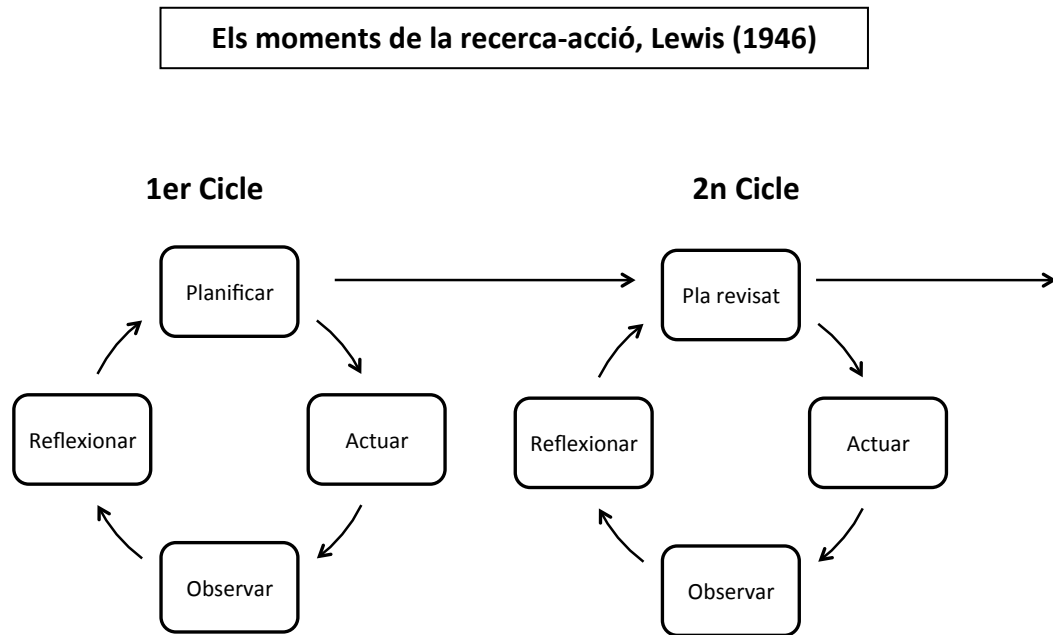 Els moments de la recerca-acció, Lewis (1946)
1er Cicle
2n Cicle
Planificar
Pla revisat
Reflexionar
Actuar
Reflexionar
Actuar
Observar
Observar